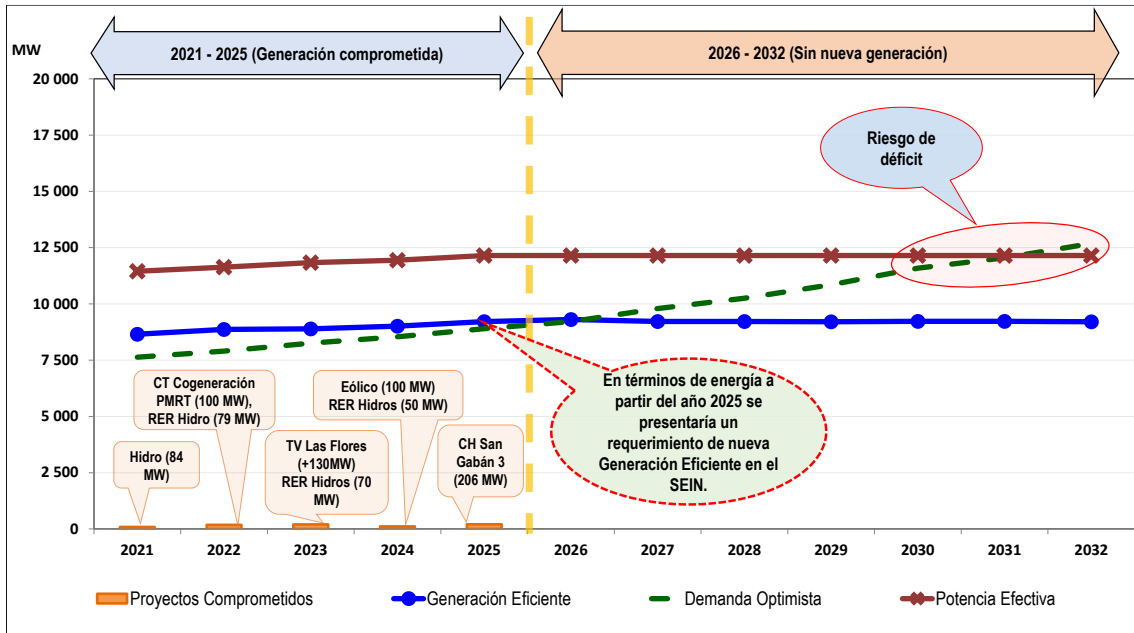 2021 - 2025 (Generación comprometida)
2026 - 2032 (Sin nueva generación)
MW
20 000
17 500
15 000
12 500
10 000
7 500
5 000
2 500
0
Riesgo de
déficit
En términos de energía a
partir del año 2025 se
presentaría un
requerimiento de nueva
Generación Eficiente en el
SEIN.
Hidro (84
MW)
CT Cogeneración
PMRT (100 MW),
RER Hidro (79 MW)
TV Las Flores
(+130MW)
RER Hidros (70
MW)
Eólico (100 MW)
RER Hidros (50 MW)
CH San
Gabán 3
(206 MW)
2021 2022 2023 2024 2025 2026 2027 2028 2029 2030 2031 2032
Proyectos Comprometidos Generación Eficiente Demanda Optimista Potencia Efectiva